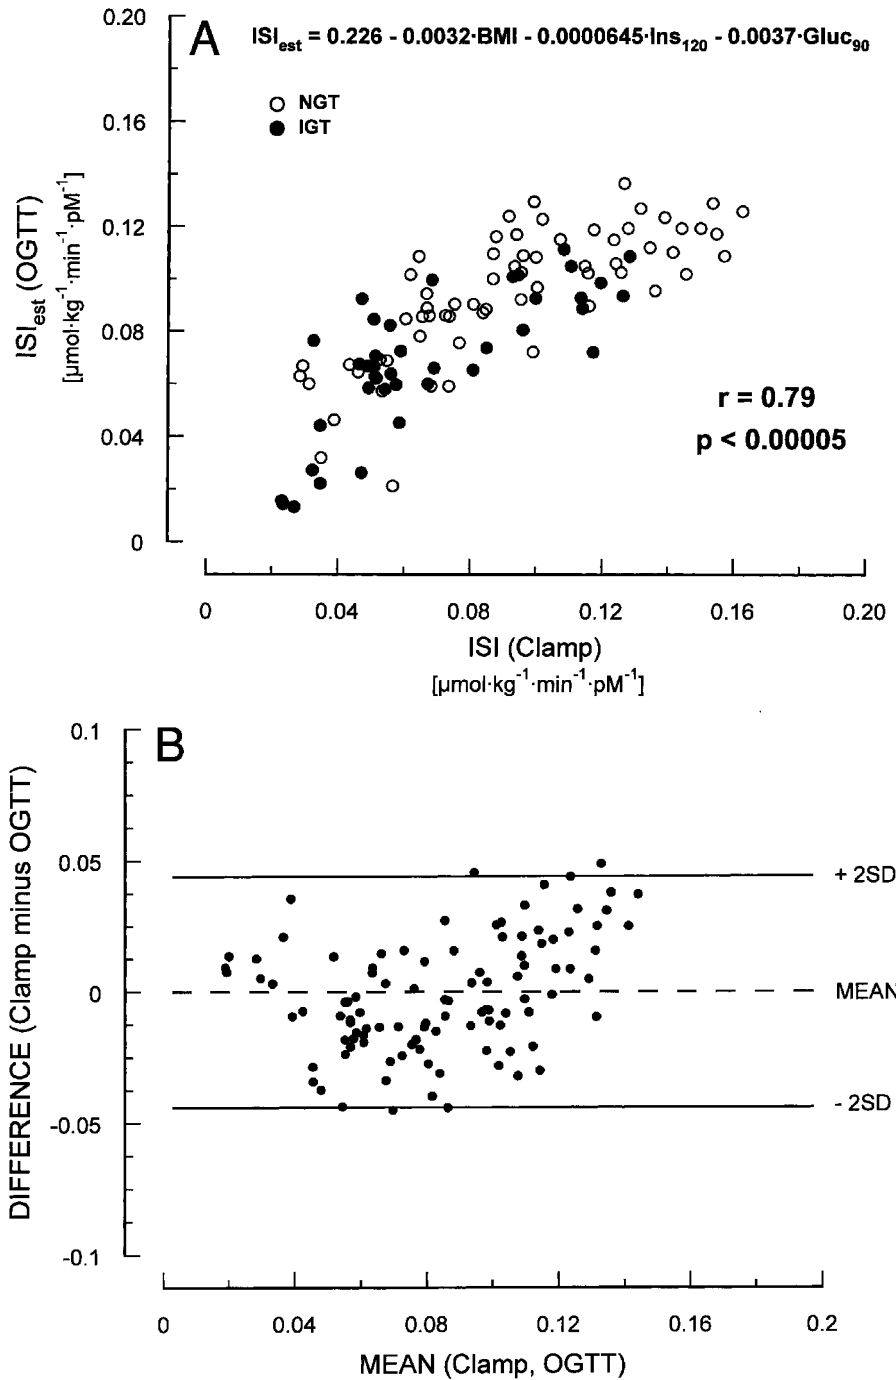 A
ISI_est = 0.226 - 0.0032·BMI - 0.0000645·Ins_120 - 0.0037·Gluc_90
NGT
IGT
0.20
0.16
0.12
0.08
0.04
0
ISI_est (OGTT)
[µmol·kg⁻¹·min⁻¹·pM⁻¹]
r = 0.79
p < 0.00005
0 0.04 0.08 0.12 0.16 0.20
ISI (Clamp)
[µmol·kg⁻¹·min⁻¹·pM⁻¹]
B
0.1
0.05
0
-0.05
-0.1
DIFFERENCE (Clamp minus OGTT)
+ 2SD
MEAN
- 2SD
0 0.04 0.08 0.12 0.16 0.2
MEAN (Clamp, OGTT)